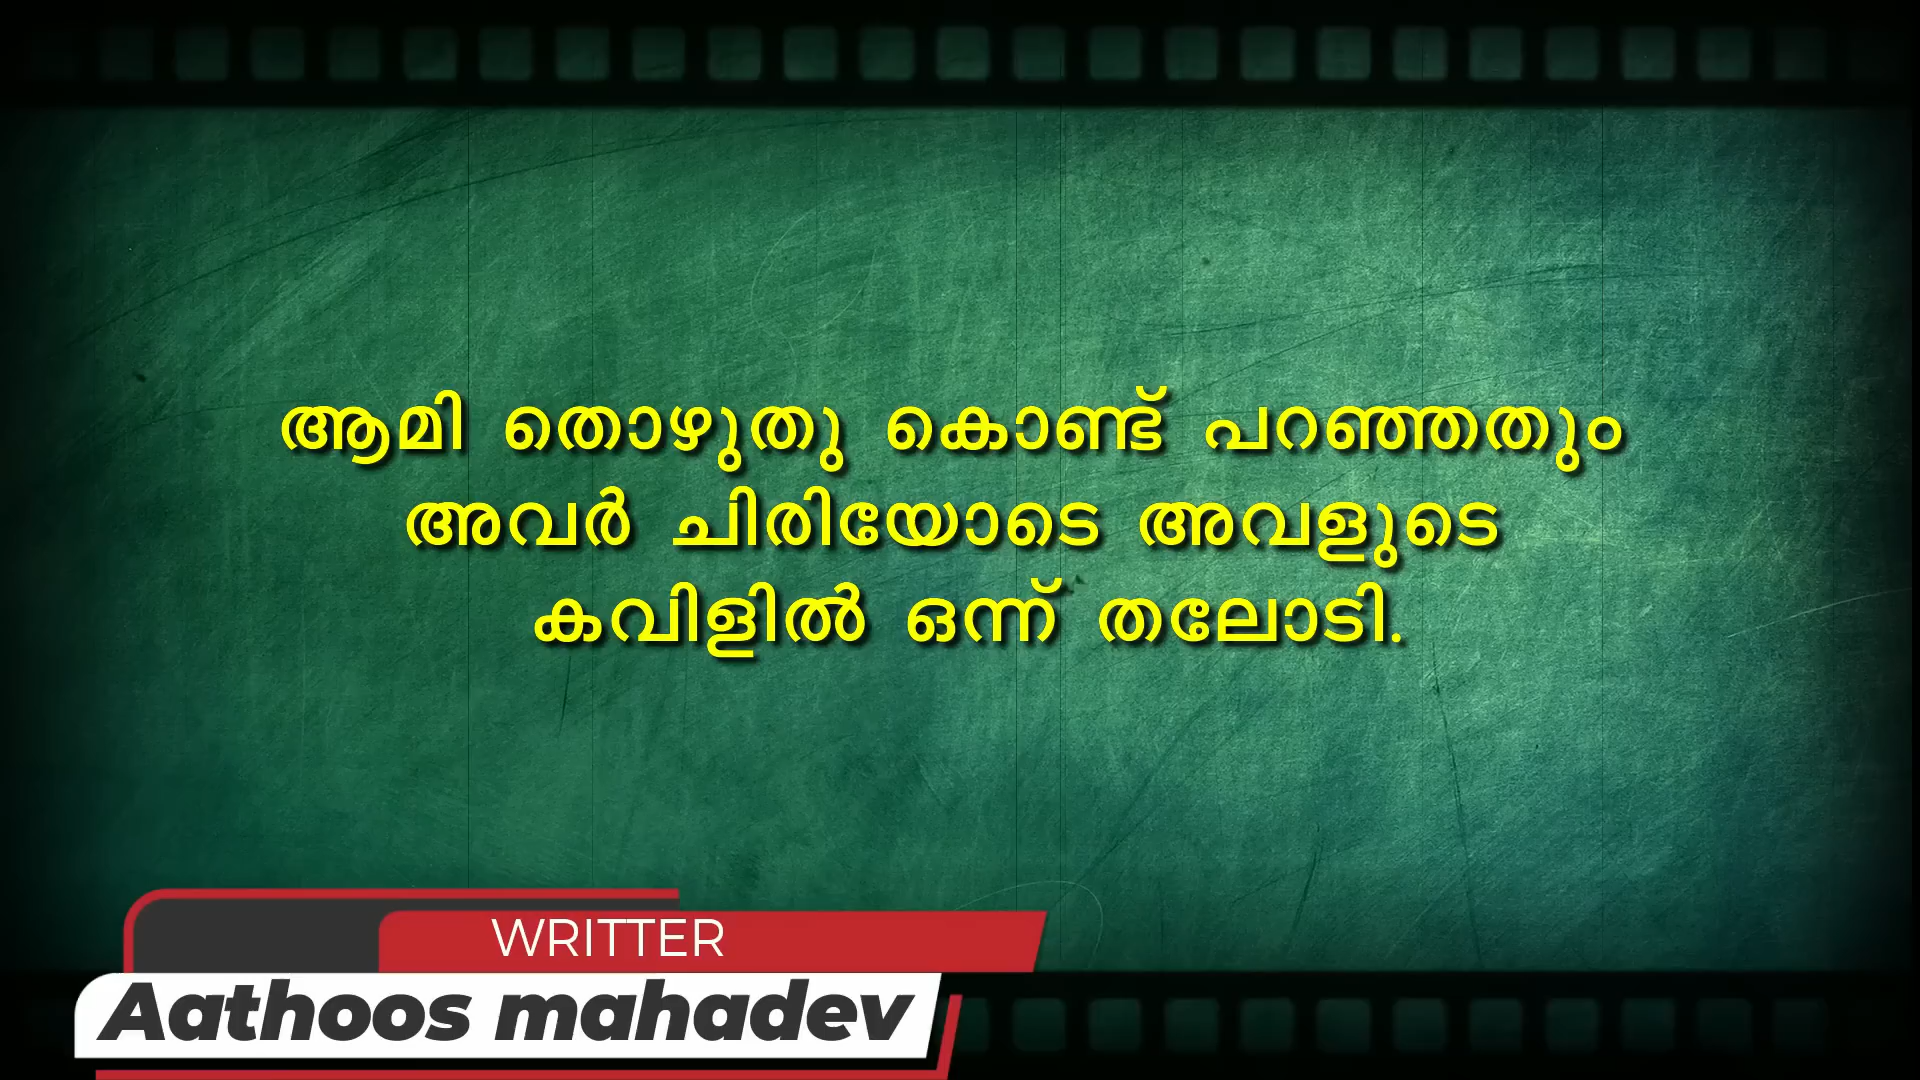 ആമി തൊഴുതു കൊണ്ട് പറഞ്ഞതും
അവർ ചിരിയോടെ അവളുടെ
കവിളിൽ ഒന്ന് തലോടി.
WRITTER
Aathoos mahadev